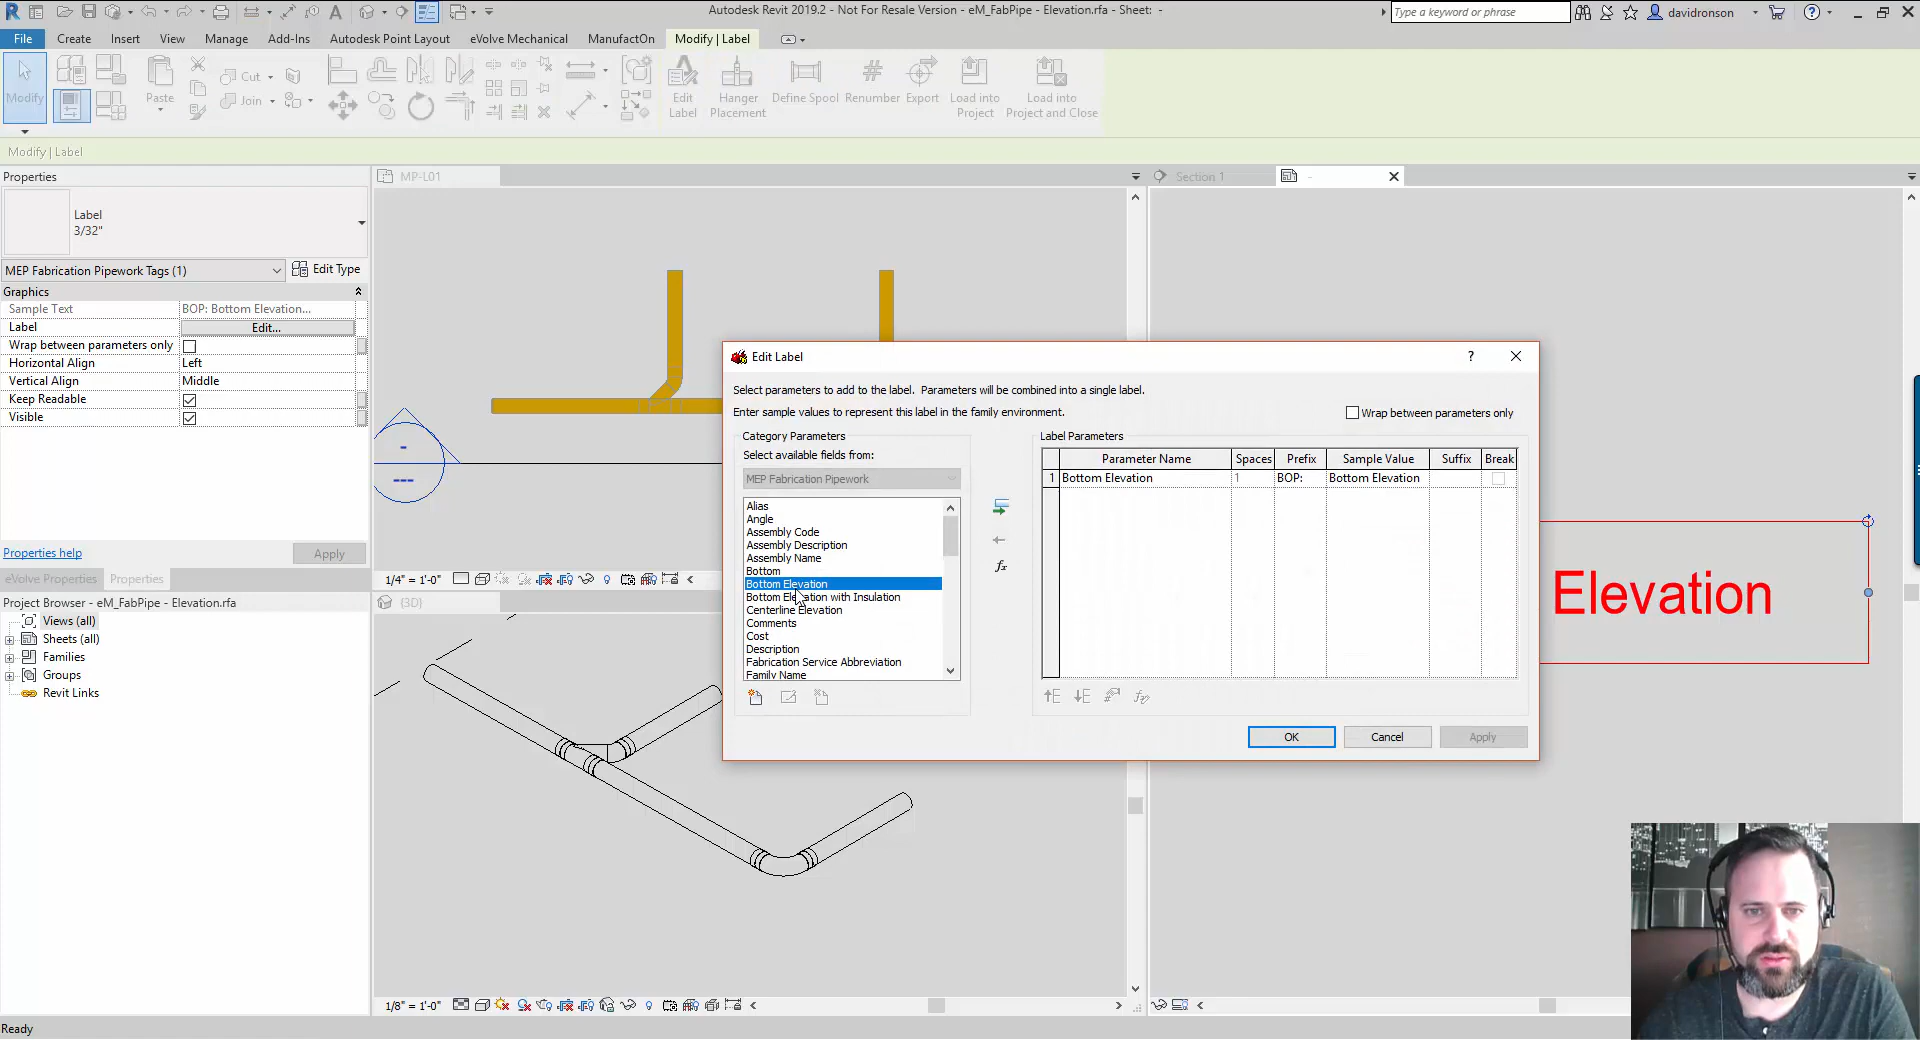 Autodesk Revit 2019.2 - Not For Resale Version - eM_FabPipe - Elevation.rfa - Sheet: -
Type a keyword or phrase
davidronson
File Create Insert View Manage Add-Ins Autodesk Point Layout eVolve Mechanical ManufactOn Modify | Label
Modify
Paste
Cut
Join
Edit Label
Hanger Placement
Define Spool
Renumber
Export
Load into Project
Load into Project and Close
Modify | Label
Properties
MP-L01
Section 1
-
Label
3/32"
MEP Fabrication Pipework Tags (1)
Edit Type
Graphics
Sample Text BOP: Bottom Elevation...
Label Edit...
Wrap between parameters only
Horizontal Align Left
Vertical Align Middle
Keep Readable
Visible
Properties help
Apply
eVolve Properties Properties
Project Browser - eM_FabPipe - Elevation.rfa
Views (all)
Sheets (all)
Families
Groups
Revit Links
-
---
1/4" = 1'-0"
{3D}
1/8" = 1'-0"
Edit Label
?
Select parameters to add to the label. Parameters will be combined into a single label.
Enter sample values to represent this label in the family environment.
Wrap between parameters only
Category Parameters
Select available fields from:
MEP Fabrication Pipework
Alias
Angle
Assembly Code
Assembly Description
Assembly Name
Bottom
Bottom Elevation
Bottom Elevation with Insulation
Centerline Elevation
Comments
Cost
Description
Fabrication Service Abbreviation
Family Name
fx
Label Parameters
Parameter Name Spaces Prefix Sample Value Suffix Break
1 Bottom Elevation 1 BOP: Bottom Elevation
OK
Cancel
Apply
Elevation
Ready